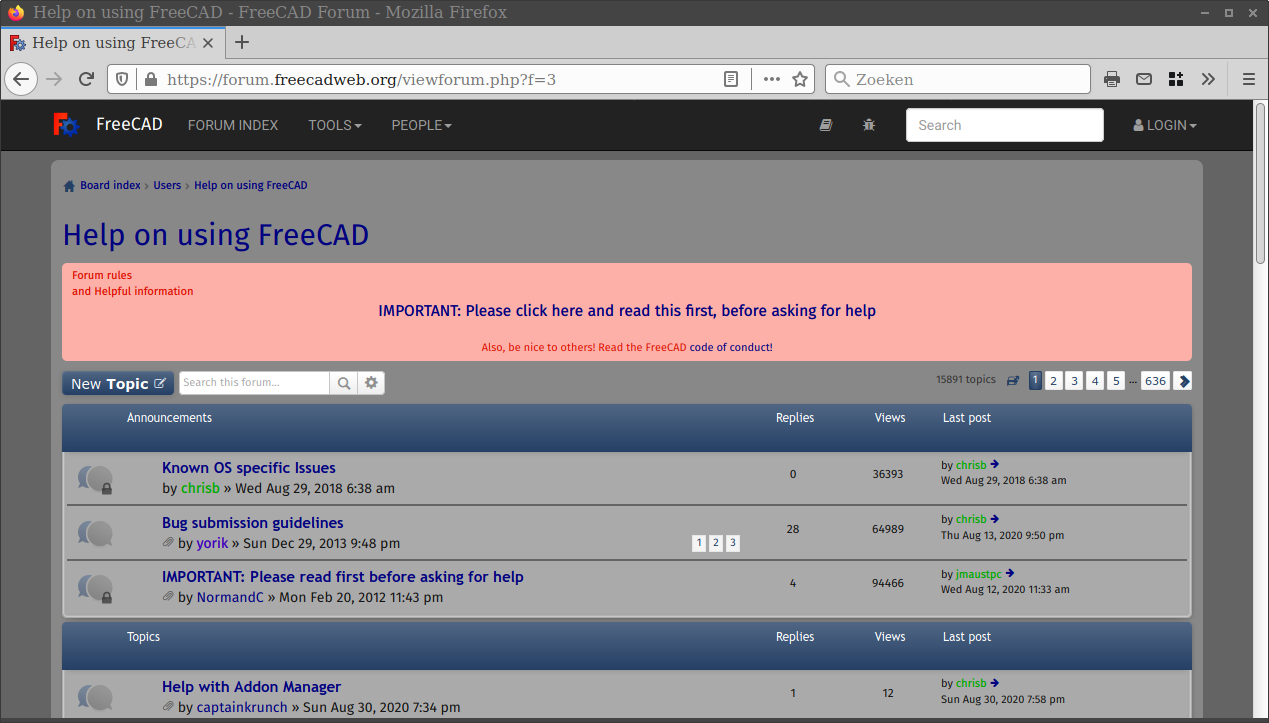 Help on using FreeCAD - FreeCAD Forum - Mozilla Firefox
Help on using FreeCA
https://forum.freecadweb.org/viewforum.php?f=3
Zoeken
FreeCAD FORUM INDEX TOOLS PEOPLE Search LOGIN
Board index › Users › Help on using FreeCAD
Help on using FreeCAD
Forum rules
and Helpful information
IMPORTANT: Please click here and read this first, before asking for help
Also, be nice to others! Read the FreeCAD code of conduct!
New Topic Search this forum... 15891 topics 1 2 3 4 5 ... 636
Announcements Replies Views Last post
Known OS specific Issues
by chrisb » Wed Aug 29, 2018 6:38 am
0
36393
by chrisb
Wed Aug 29, 2018 6:38 am
Bug submission guidelines
by yorik » Sun Dec 29, 2013 9:48 pm
1 2 3
28
64989
by chrisb
Thu Aug 13, 2020 9:50 pm
IMPORTANT: Please read first before asking for help
by NormandC » Mon Feb 20, 2012 11:43 pm
4
94466
by jmaustpc
Wed Aug 12, 2020 11:33 am
Topics Replies Views Last post
Help with Addon Manager
by captainkrunch » Sun Aug 30, 2020 7:34 pm
1
12
by chrisb
Sun Aug 30, 2020 7:58 pm